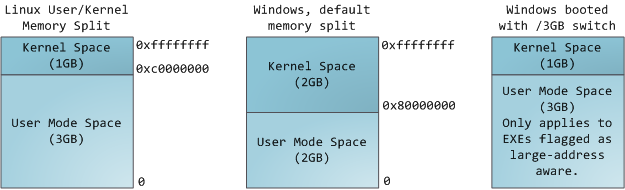 Linux User/Kernel
Memory Split
Kernel Space
(1GB)
0xffffffff
0xc0000000
User Mode Space
(3GB)
0
Windows, default
memory split
Kernel Space
(2GB)
0xffffffff
0x80000000
User Mode Space
(2GB)
0
Windows booted
with /3GB switch
Kernel Space
(1GB)
User Mode Space
(3GB)
Only applies to
EXEs flagged as
large-address
aware.